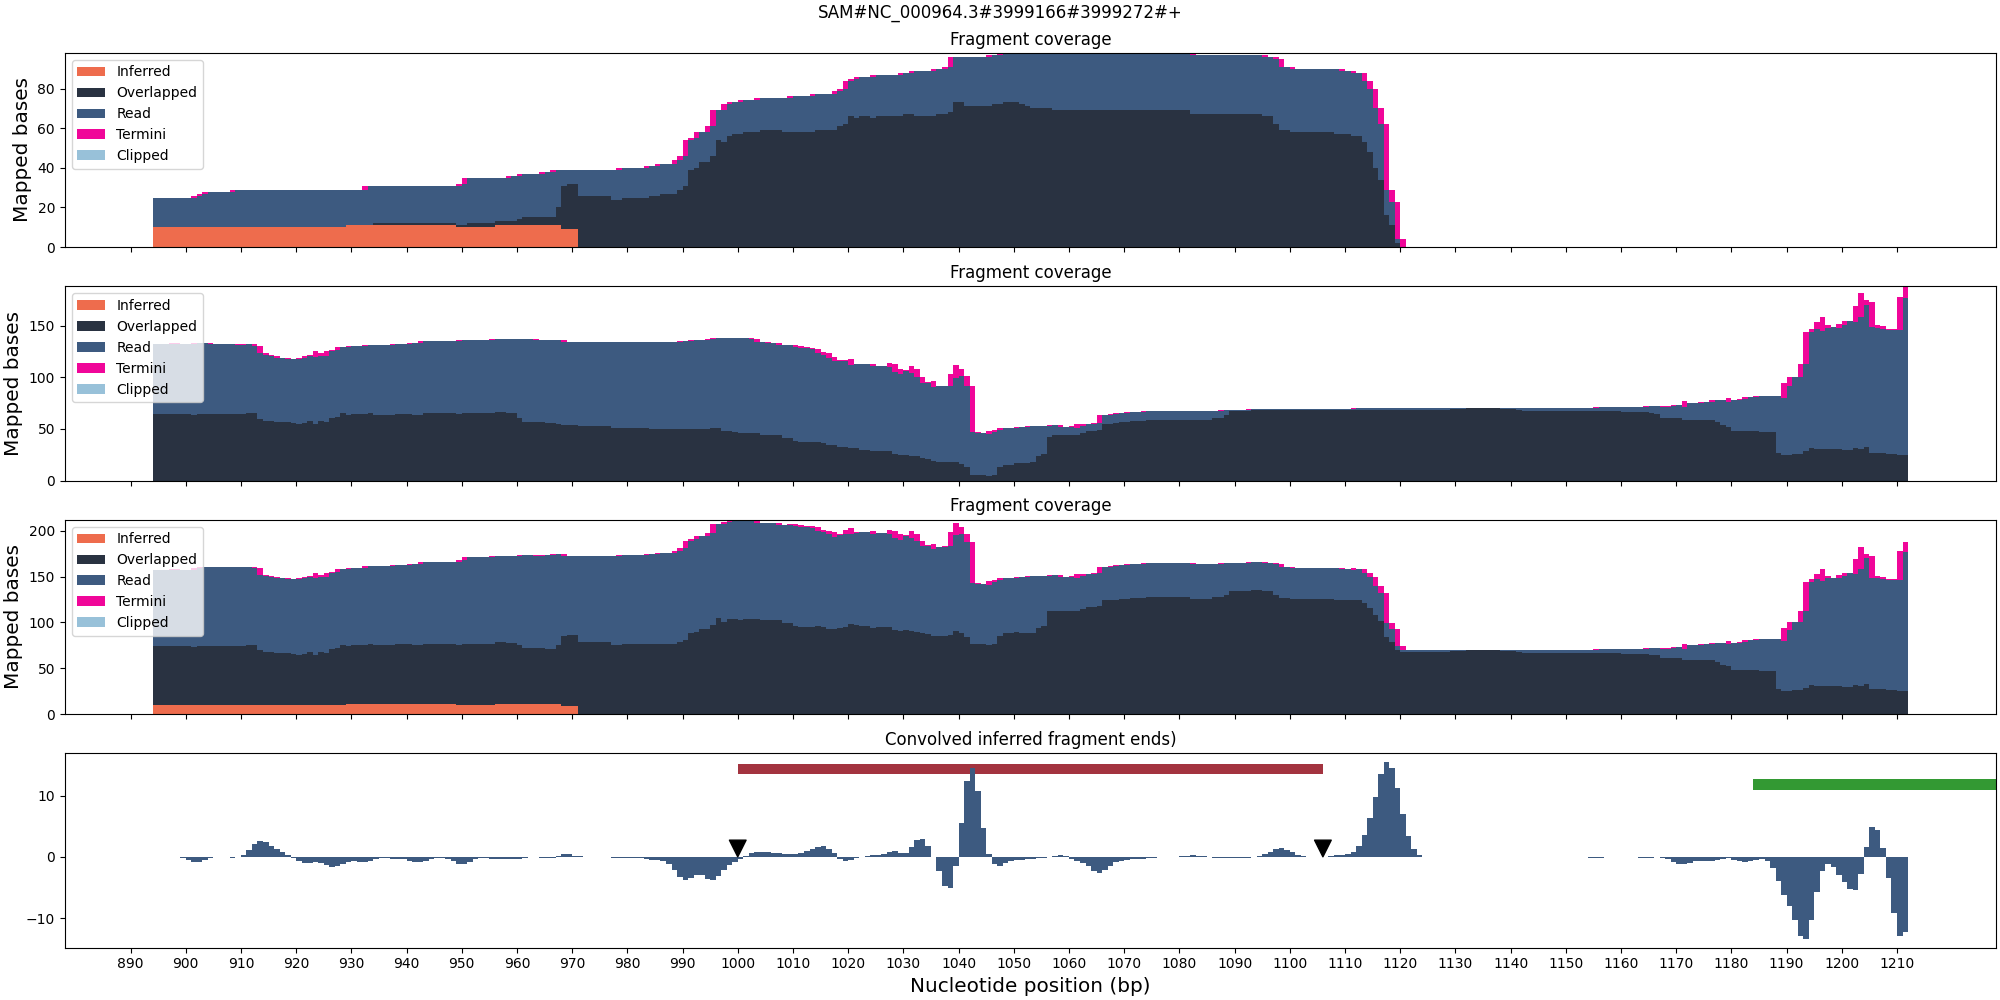 SAM#NC_000964.3#3999166#3999272#+
Fragment coverage
Mapped bases
80
60
40
20
0
Inferred
Overlapped
Read
Termini
Clipped
Fragment coverage
Mapped bases
150
100
50
0
Inferred
Overlapped
Read
Termini
Clipped
Fragment coverage
Mapped bases
200
150
100
50
0
Inferred
Overlapped
Read
Termini
Clipped
Convolved inferred fragment ends)
10
0
−10
890 900 910 920 930 940 950 960 970 980 990 1000 1010 1020 1030 1040 1050 1060 1070 1080 1090 1100 1110 1120 1130 1140 1150 1160 1170 1180 1190 1200 1210
Nucleotide position (bp)